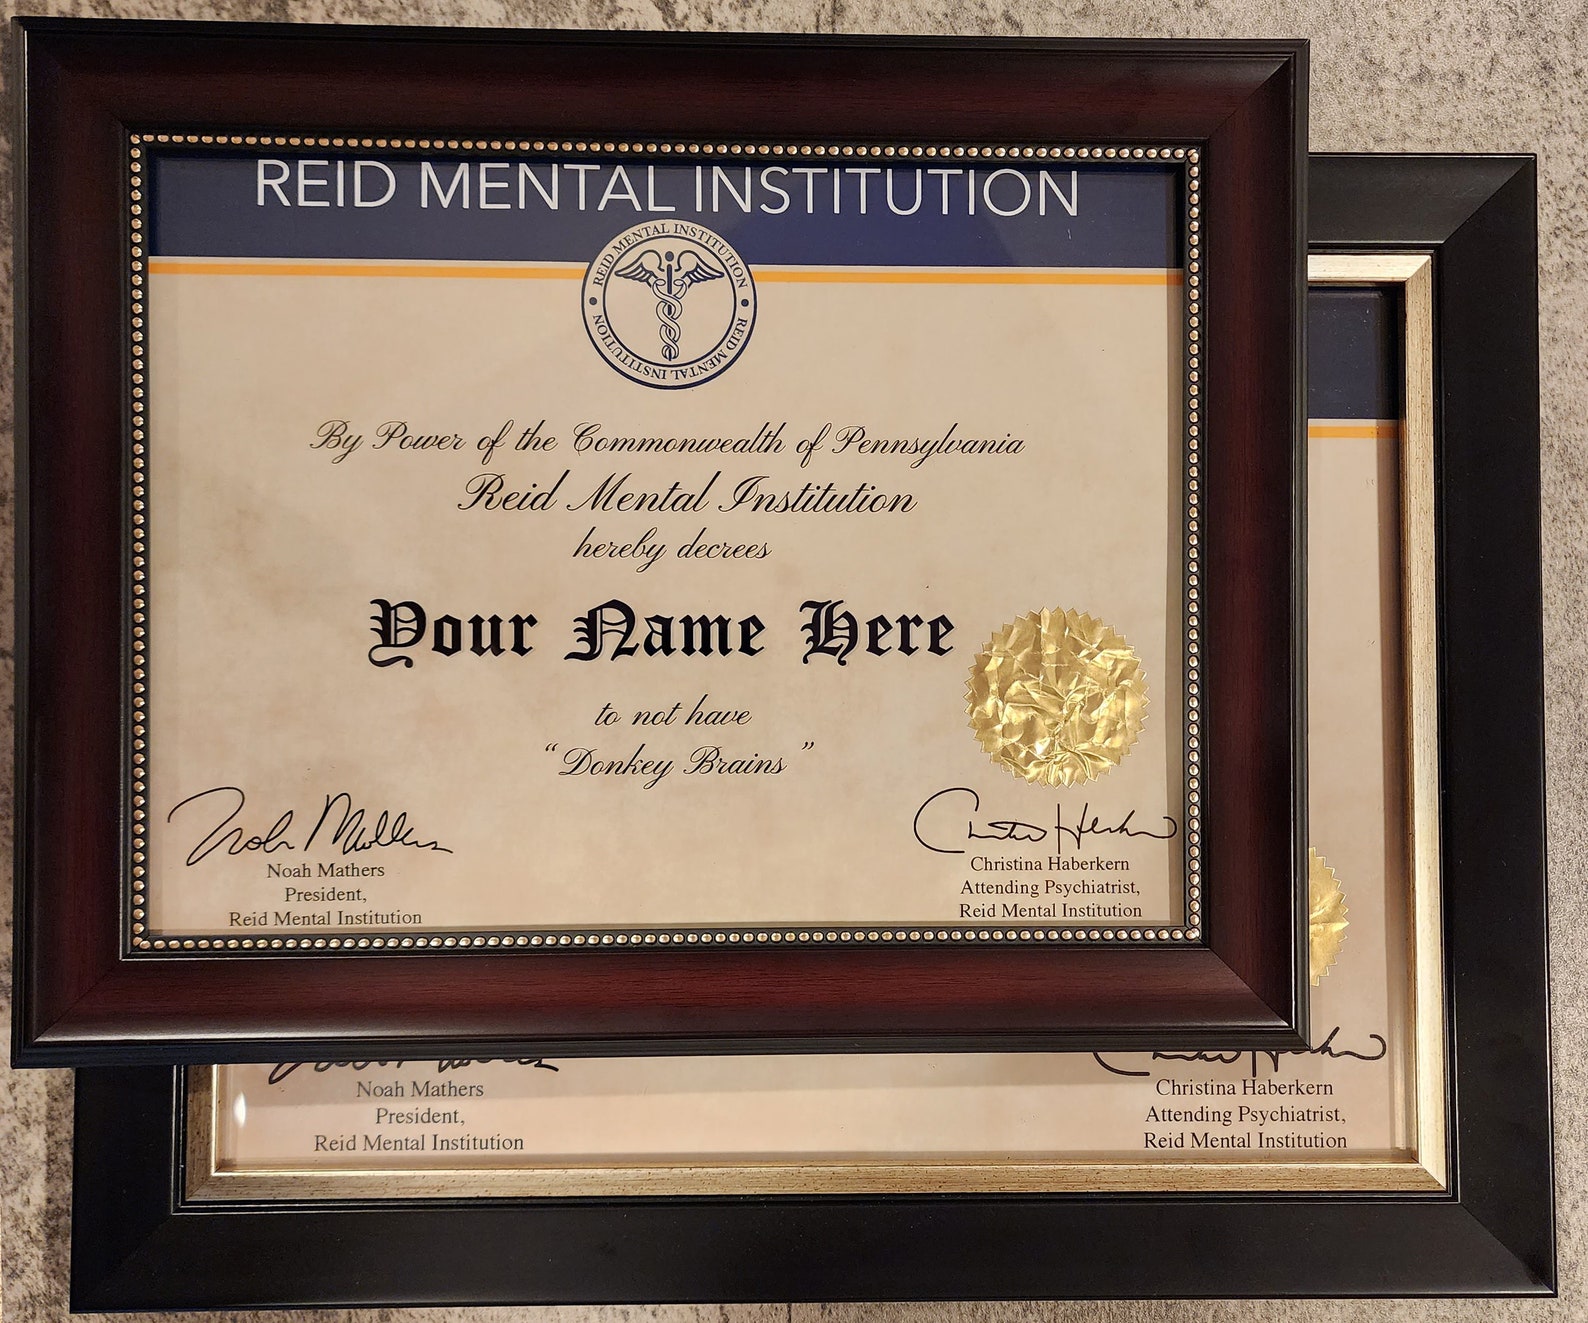 REID MENTAL INSTITUTION
REID MENTAL INSTITUTION • REID MENTAL INSTITUTION •
By Power of the Commonwealth of Pennsylvania
Reid Mental Institution
hereby decrees
Your Name Here
to not have
“Donkey Brains”
Noah Mathers
Noah Mathers
President,
Reid Mental Institution
Christina Haberkern
Attending Psychiatrist,
Reid Mental Institution
Noah Mathers
President,
Reid Mental Institution
Christina Haberkern
Attending Psychiatrist,
Reid Mental Institution